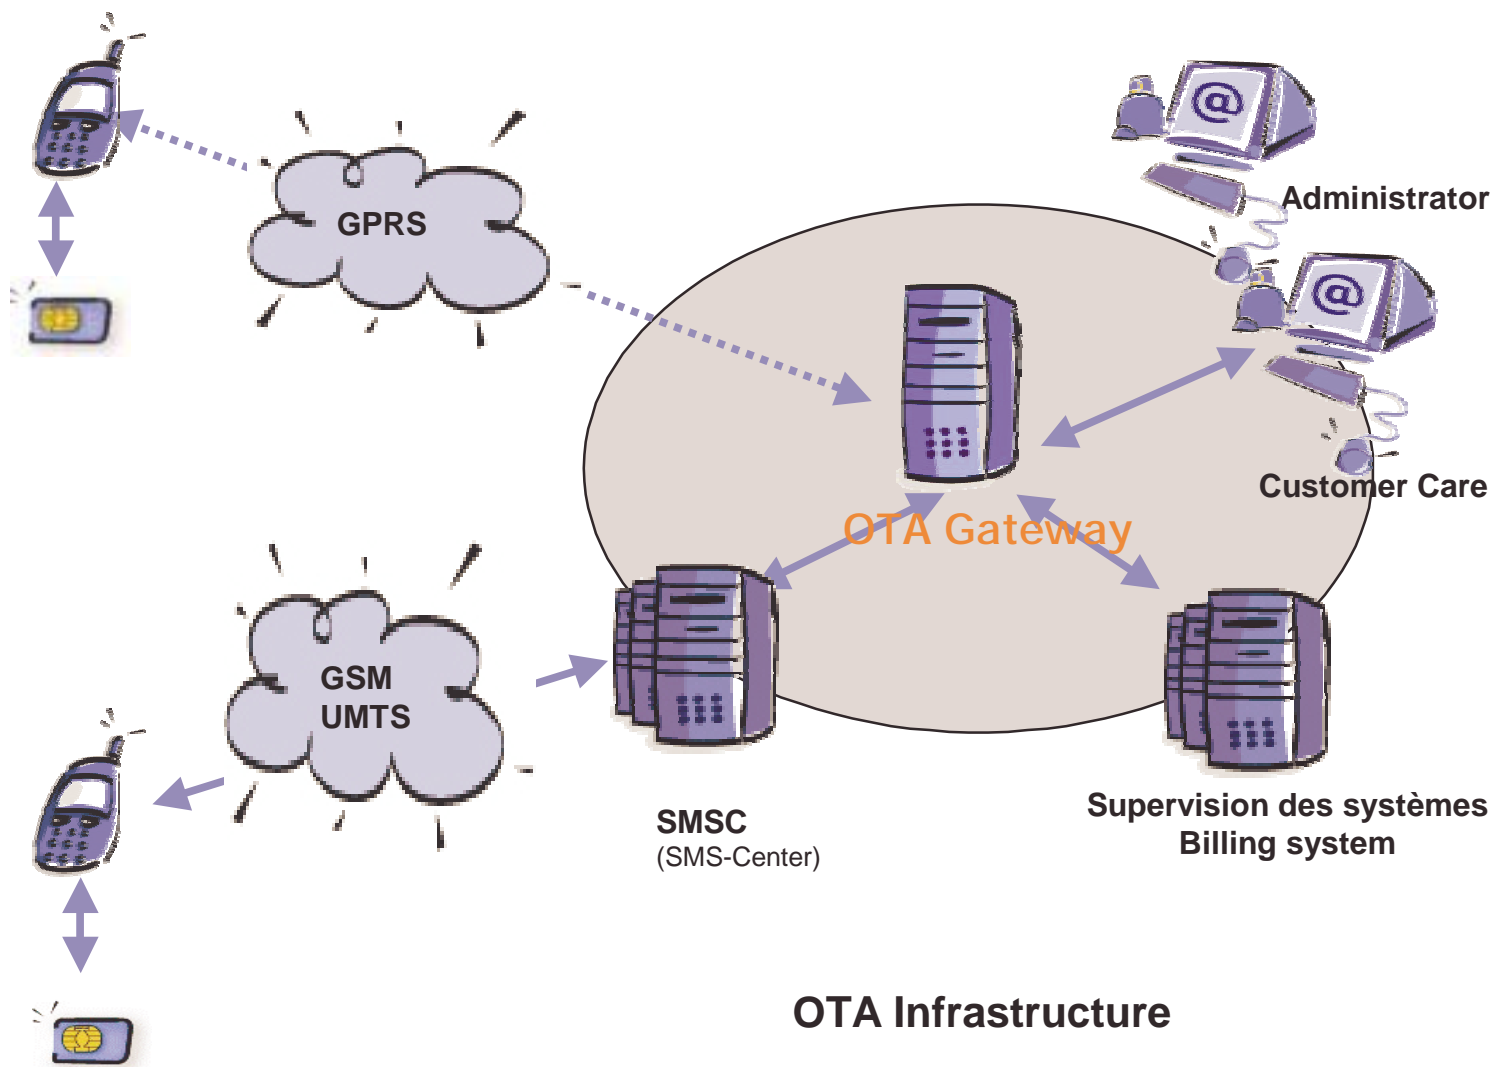 @
Administrator
GPRS
@
Customer Care
OTA Gateway
GSM
UMTS
SMSC
(SMS-Center)
Supervision des systèmes
Billing system
OTA Infrastructure